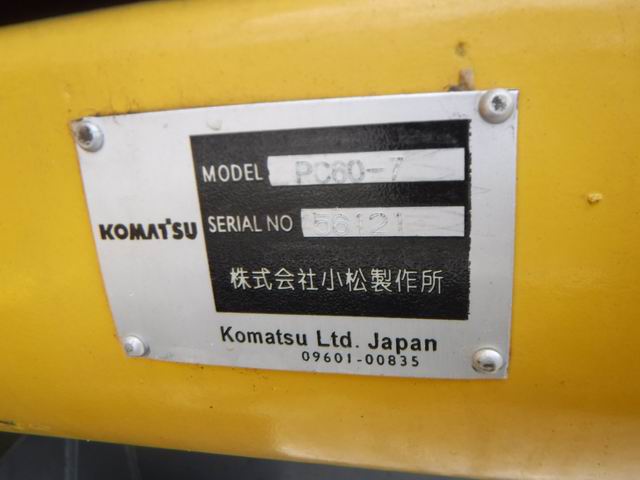 MODEL PC60-7
KOMATSU
SERIAL NO 56121
株式会社小松製作所
Komatsu Ltd. Japan
09601-00835